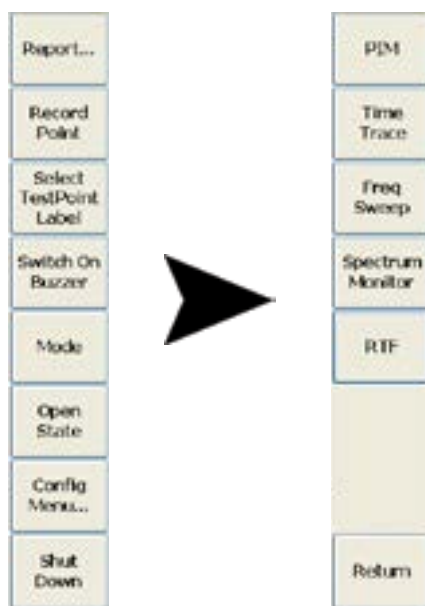 Report...
Record
Point
Select
TestPoint
Label
Switch On
Buzzer
Mode
Open
State
Config
Menu...
Shut
Down
PIM
Time
Trace
Freq
Sweep
Spectrum
Monitor
RTF
Return